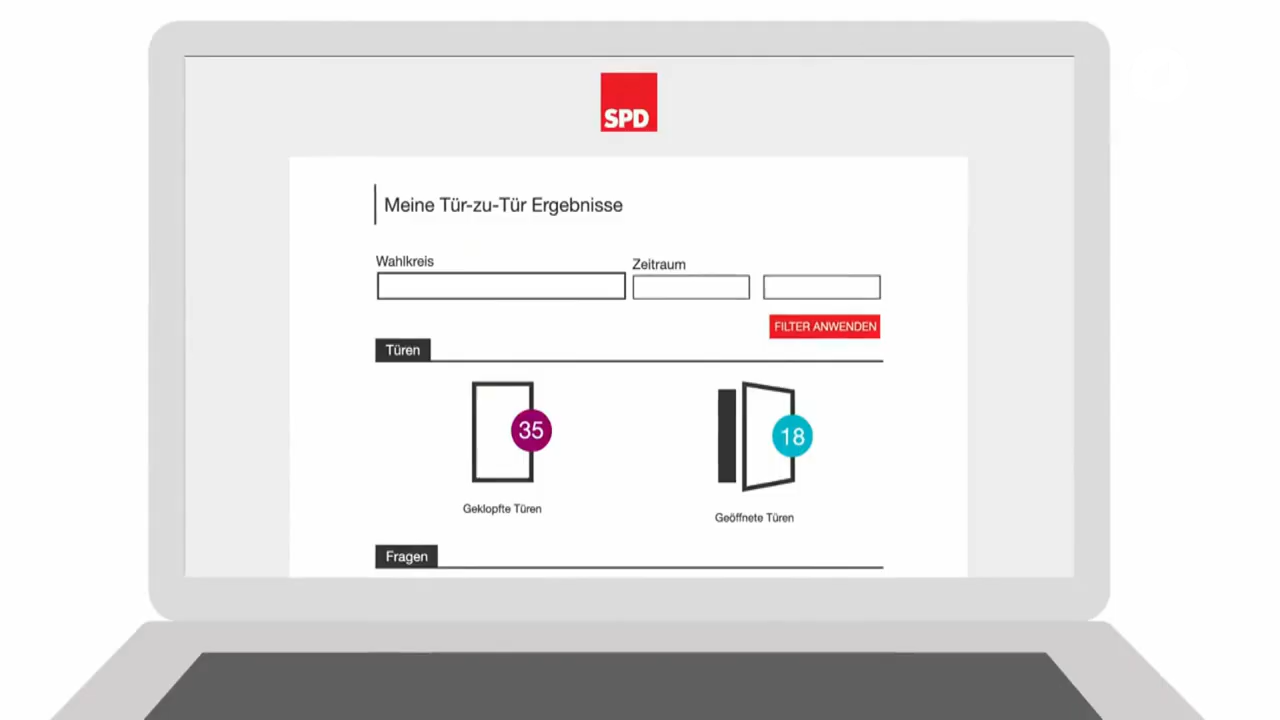 SPD
Meine Tür-zu-Tür Ergebnisse
Wahlkreis
Zeitraum
FILTER ANWENDEN
Türen
35
18
Geklopfte Türen
Geöffnete Türen
Fragen